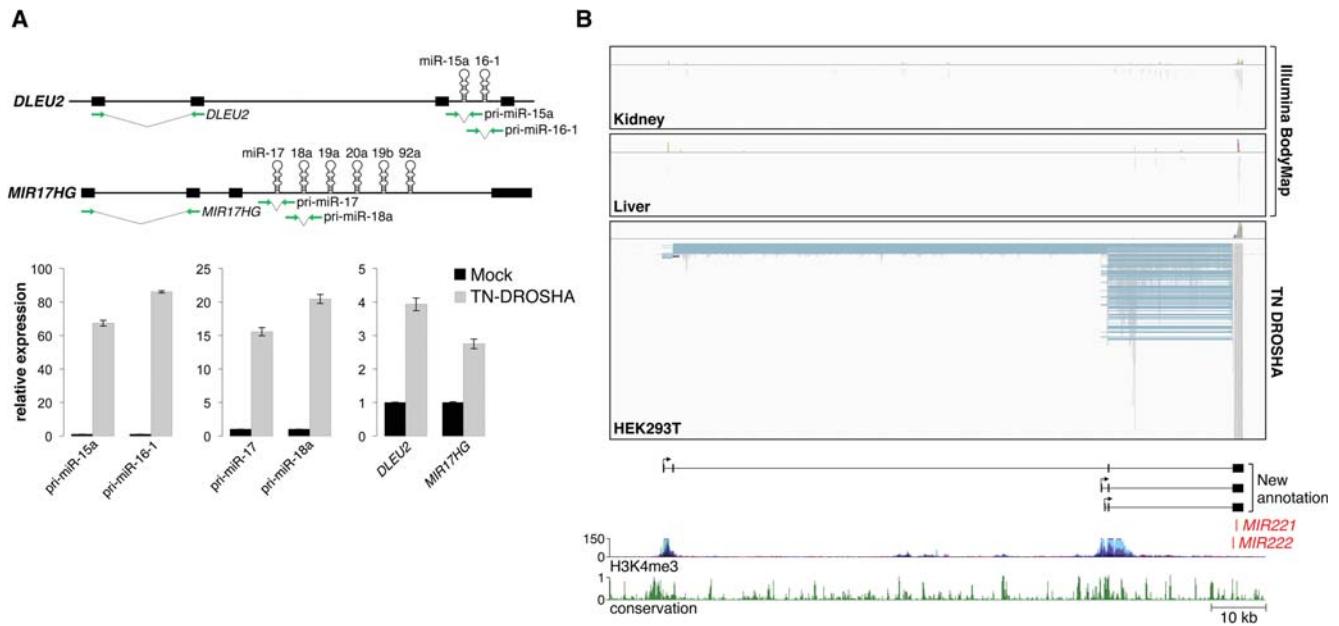 A
miR-15a 16-1
DLEU2
DLEU2
pri-miR-15a
pri-miR-16-1
miR-17 18a 19a 20a 19b 92a
MIR17HG
MIR17HG
pri-miR-17
pri-miR-18a
Mock
TN-DROSHA
relative expression
100
80
60
40
20
0
pri-miR-15a
pri-miR-16-1
25
20
15
10
5
0
pri-miR-17
pri-miR-18a
5
4
3
2
1
0
DLEU2
MIR17HG
B
Kidney
Liver
Illumina BodyMap
HEK293T
TN DROSHA
New
annotation
MIR221
MIR222
150
0
H3K4me3
1
0
conservation
10 kb